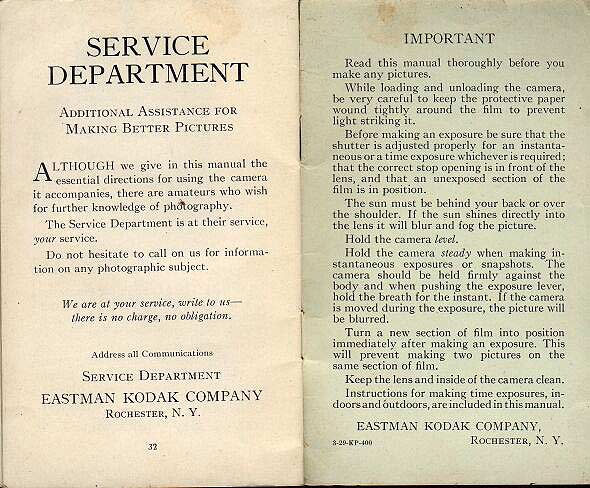 SERVICE
DEPARTMENT
ADDITIONAL ASSISTANCE FOR
MAKING BETTER PICTURES
ALTHOUGH we give in this manual the
essential directions for using the camera
it accompanies, there are amateurs who wish
for further knowledge of photography.
The Service Department is at their service,
your service.
Do not hesitate to call on us for informa-
tion on any photographic subject.
We are at your service, write to us—
there is no charge, no obligation.
Address all Communications
SERVICE DEPARTMENT
EASTMAN KODAK COMPANY
ROCHESTER, N. Y.
32
IMPORTANT
Read this manual thoroughly before you
make any pictures.
While loading and unloading the camera,
be very careful to keep the protective paper
wound tightly around the film to prevent
light striking it.
Before making an exposure be sure that the
shutter is adjusted properly for an instanta-
neous or a time exposure whichever is required;
that the correct stop opening is in front of the
lens, and that an unexposed section of the
film is in position.
The sun must be behind your back or over
the shoulder. If the sun shines directly into
the lens it will blur and fog the picture.
Hold the camera level.
Hold the camera steady when making in-
stantaneous exposures or snapshots. The
camera should be held firmly against the
body and when pushing the exposure lever,
hold the breath for the instant. If the camera
is moved during the exposure, the picture will
be blurred.
Turn a new section of film into position
immediately after making an exposure. This
will prevent making two pictures on the
same section of film.
Keep the lens and inside of the camera clean.
Instructions for making time exposures, in-
doors and outdoors, are included in this manual.
EASTMAN KODAK COMPANY,
3-29-KP-400 ROCHESTER, N. Y.